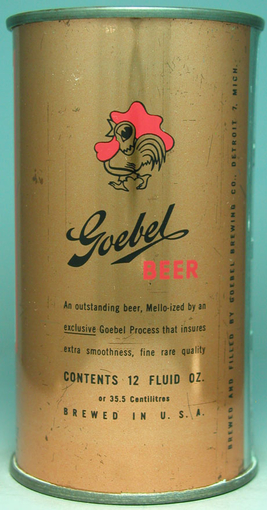 Goebel
BEER
An outstanding beer, Mello-ized by an
exclusive Goebel Process that insures
extra smoothness, fine rare quality
CONTENTS 12 FLUID OZ.
or 35.5 Centilitres
BREWED IN U.S.A.
BREWED AND FILLED BY GOEBEL BREWING CO., DETROIT 7, MICH.